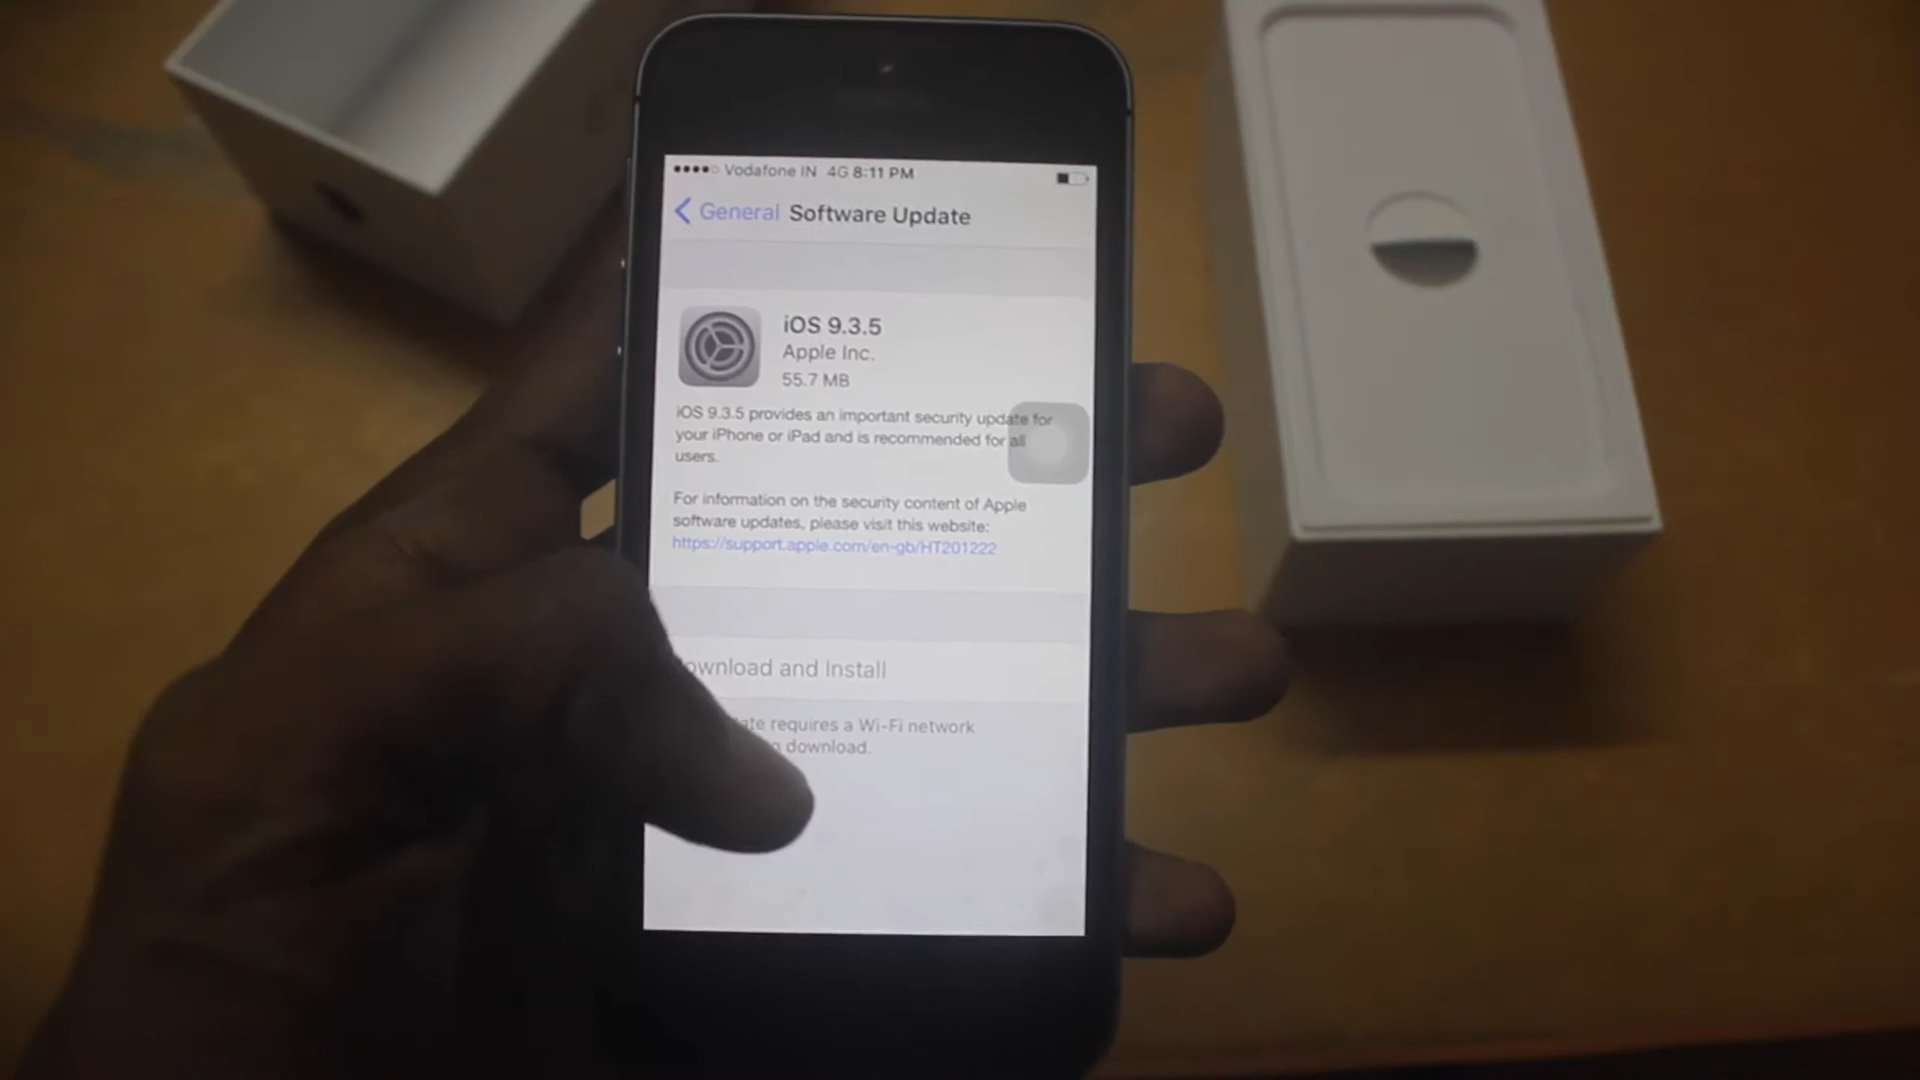 Vodafone IN 4G 8:11 PM
General Software Update
iOS 9.3.5
Apple Inc.
55.7 MB
iOS 9.3.5 provides an important security update for
your iPhone or iPad and is recommended for all
users.
For information on the security content of Apple
software updates, please visit this website:
https://support.apple.com/en-gb/HT201222
ownload and Install
ate requires a Wi-Fi network
download.